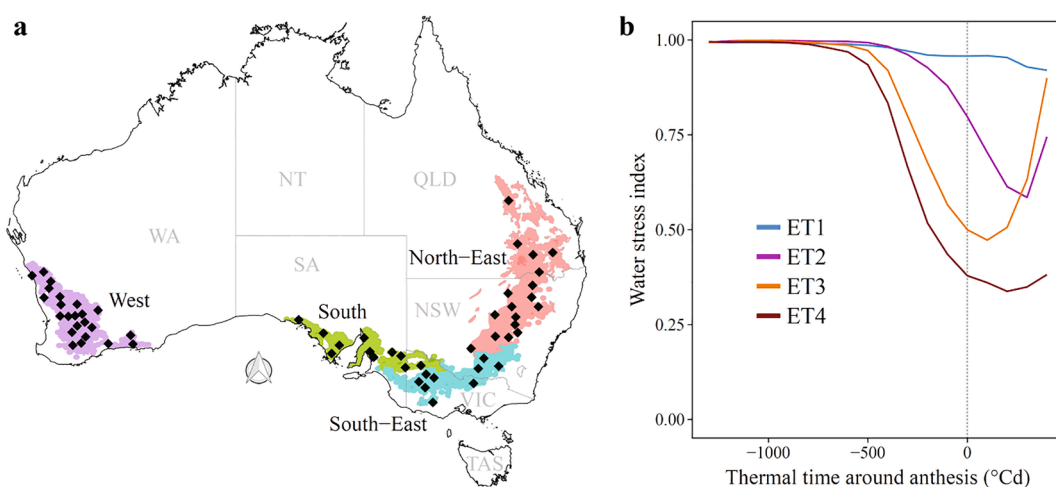 a
NT
QLD
WA
SA
North−East
NSW
West
South
VIC
South−East
TAS
b
1.00
0.75
0.50
0.25
0.00
Water stress index
ET1
ET2
ET3
ET4
−1000
−500
0
Thermal time around anthesis (°Cd)